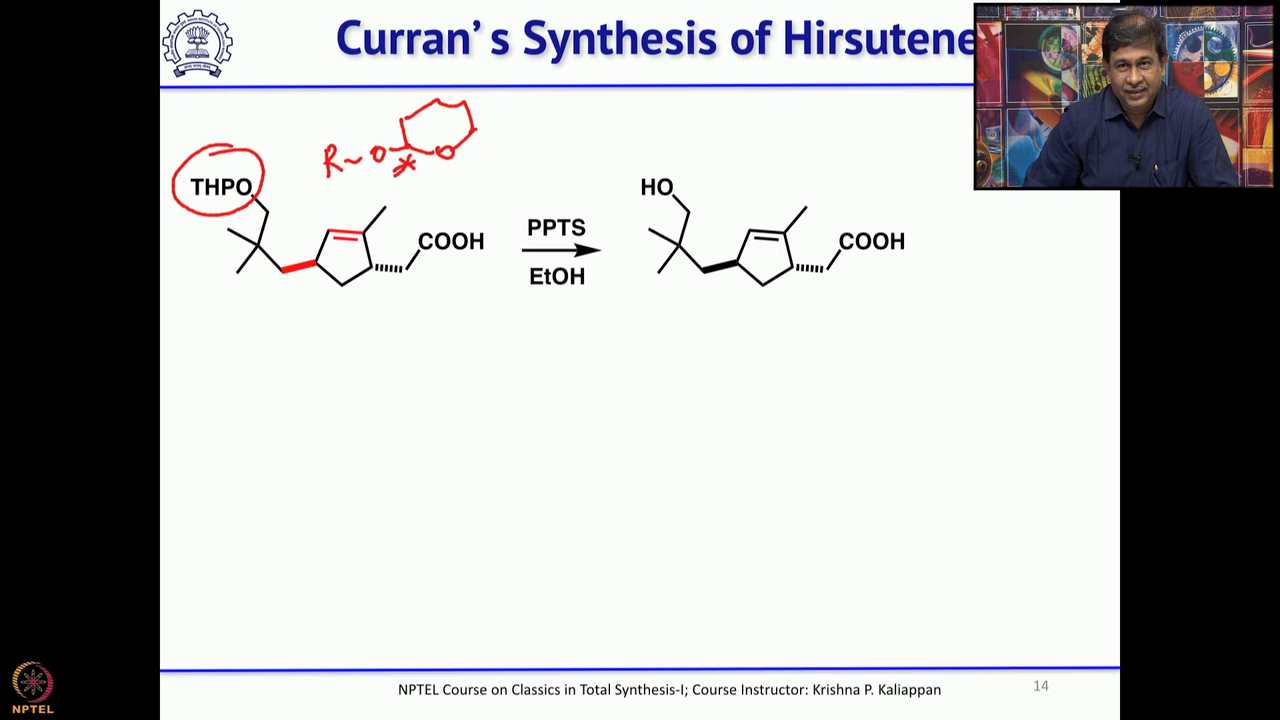 Curran's Synthesis of Hirsutene
R~O
*
O
THPO
COOH
PPTS
EtOH
HO
COOH
NPTEL Course on Classics in Total Synthesis-I; Course Instructor: Krishna P. Kaliappan
14
NPTEL